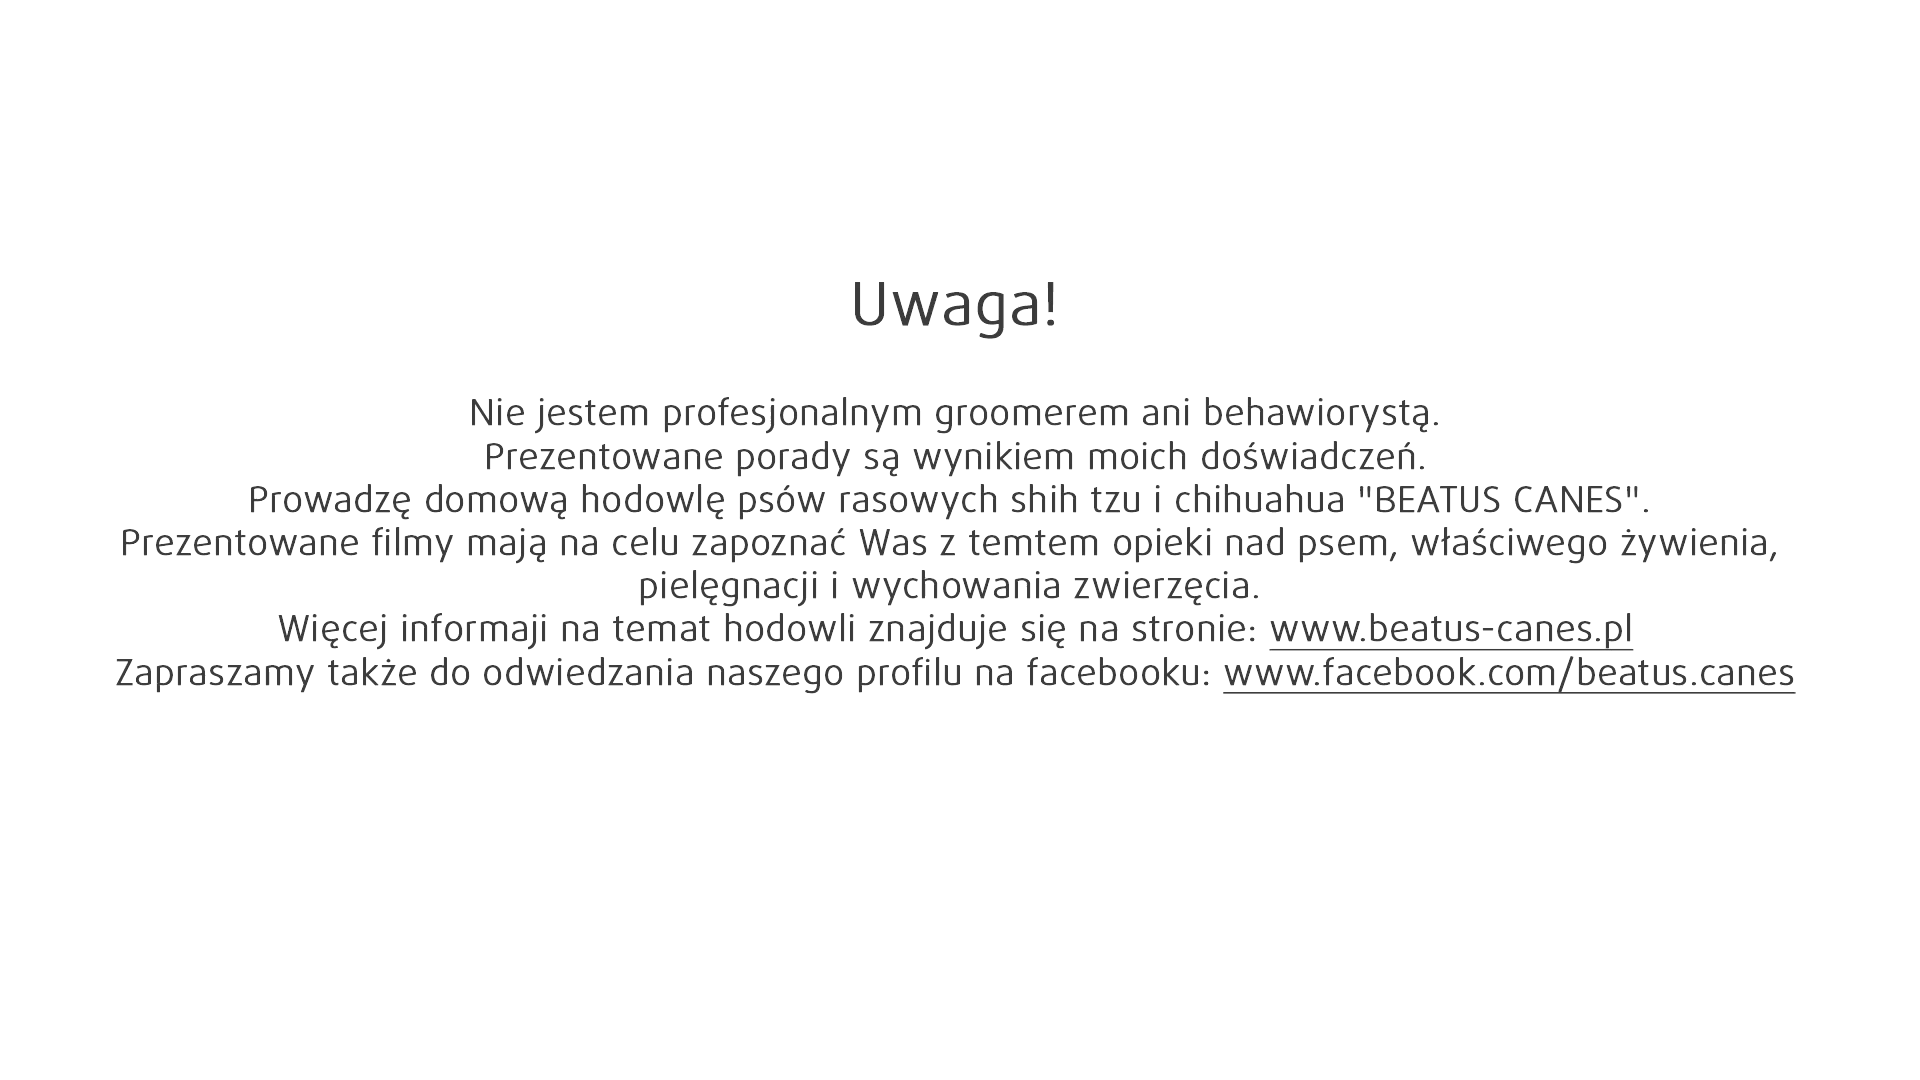 Uwaga!
Nie jestem profesjonalnym groomerem ani behawiorystą.
Prezentowane porady są wynikiem moich doświadczeń.
Prowadzę domową hodowlę psów rasowych shih tzu i chihuahua "BEATUS CANES".
Prezentowane filmy mają na celu zapoznać Was z temtem opieki nad psem, właściwego żywienia,
pielęgnacji i wychowania zwierzęcia.
Więcej informaji na temat hodowli znajduje się na stronie: www.beatus-canes.pl
Zapraszamy także do odwiedzania naszego profilu na facebooku: www.facebook.com/beatus.canes